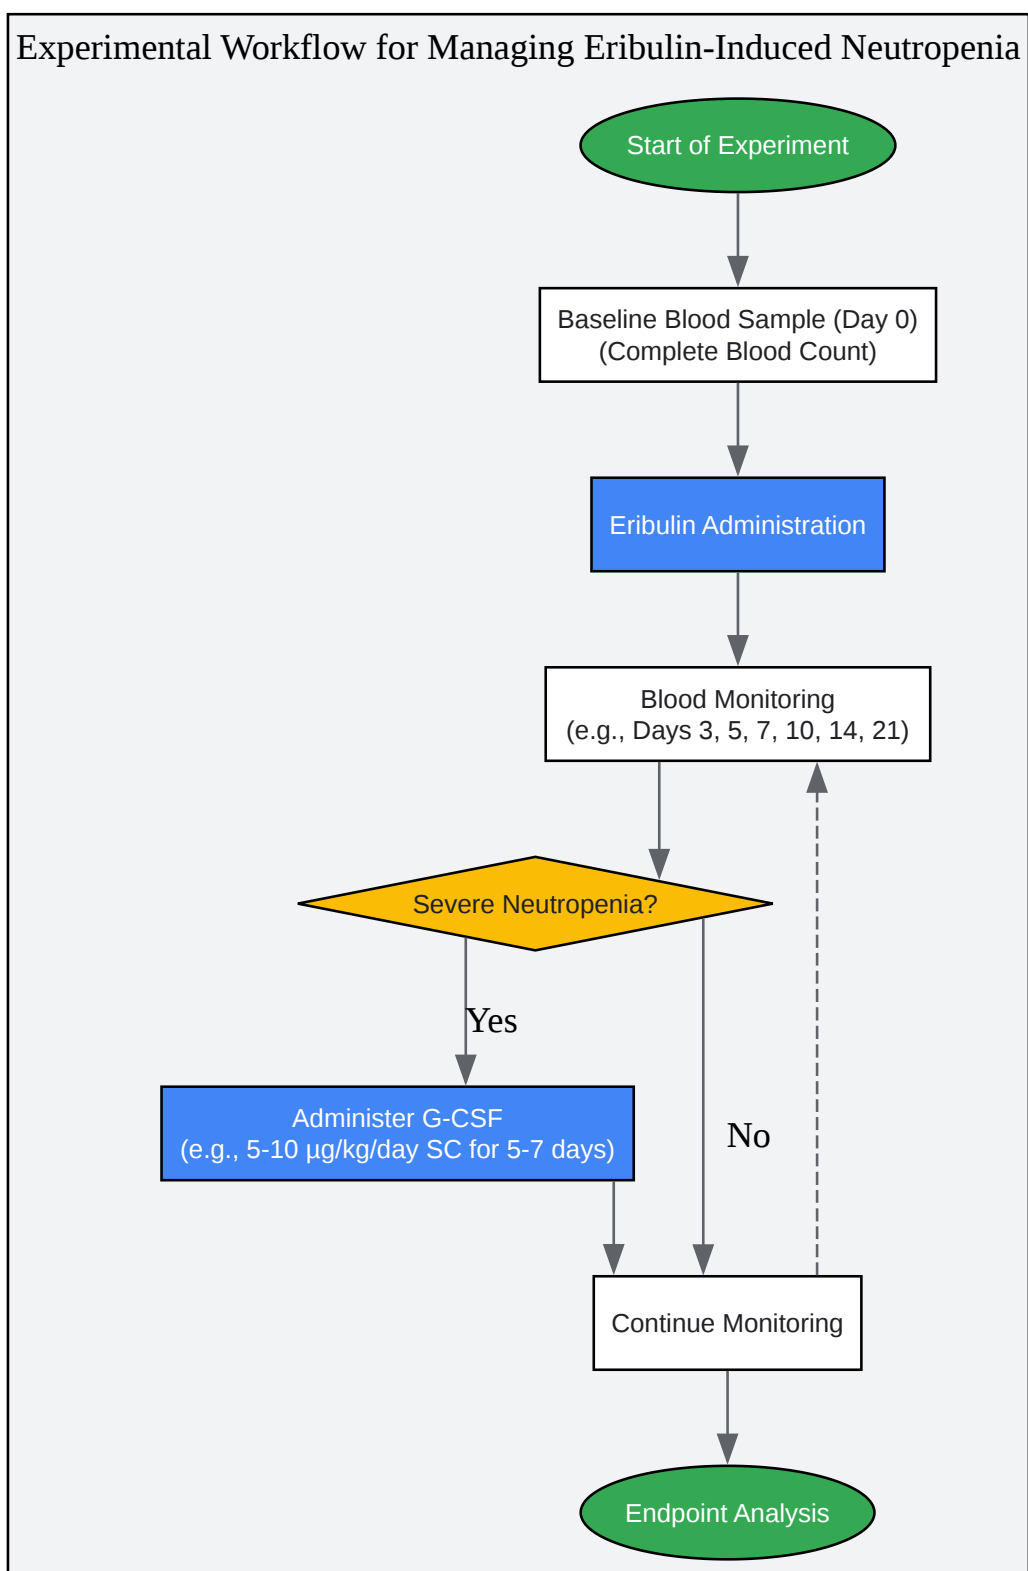 Experimental Workflow for Managing Eribulin-Induced Neutropenia
Start of Experiment
Baseline Blood Sample (Day 0)
(Complete Blood Count)
Eribulin Administration
Blood Monitoring
(e.g., Days 3, 5, 7, 10, 14, 21)
Severe Neutropenia?
Yes
Administer G-CSF
(e.g., 5-10 µg/kg/day SC for 5-7 days)
No
Continue Monitoring
Endpoint Analysis